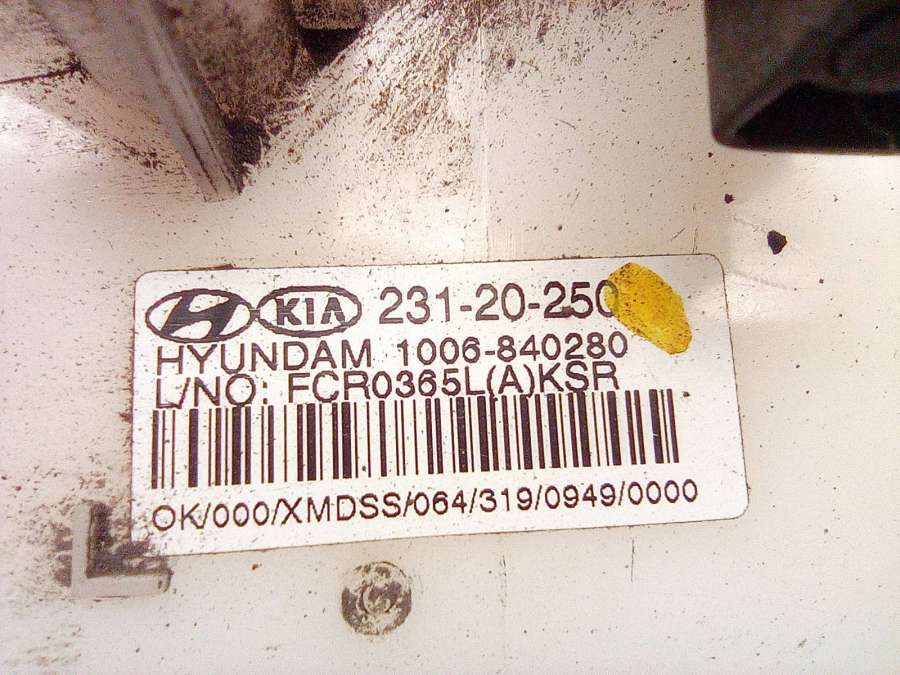 KIA 231-20-250
HYUNDAM 1006-840280
L/NO: FCR0365L(A)KSR
OK/000/XMDSS/064/319/0949/0000